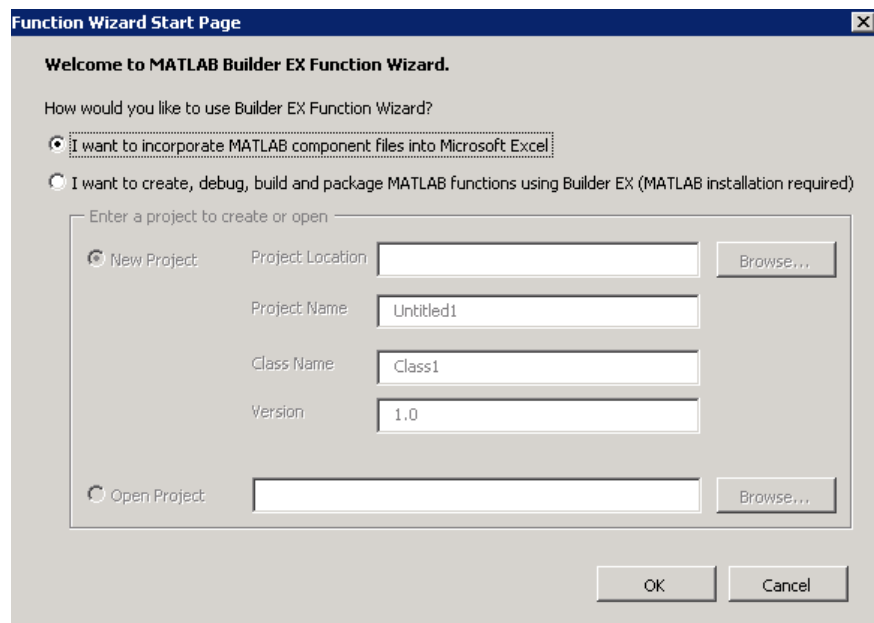 Function Wizard Start Page
Welcome to MATLAB Builder EX Function Wizard.
How would you like to use Builder EX Function Wizard?
I want to incorporate MATLAB component files into Microsoft Excel
I want to create, debug, build and package MATLAB functions using Builder EX (MATLAB installation required)
Enter a project to create or open
New Project
Project Location
Browse...
Project Name
Untitled1
Class Name
Class1
Version
1.0
Open Project
Browse...
OK
Cancel